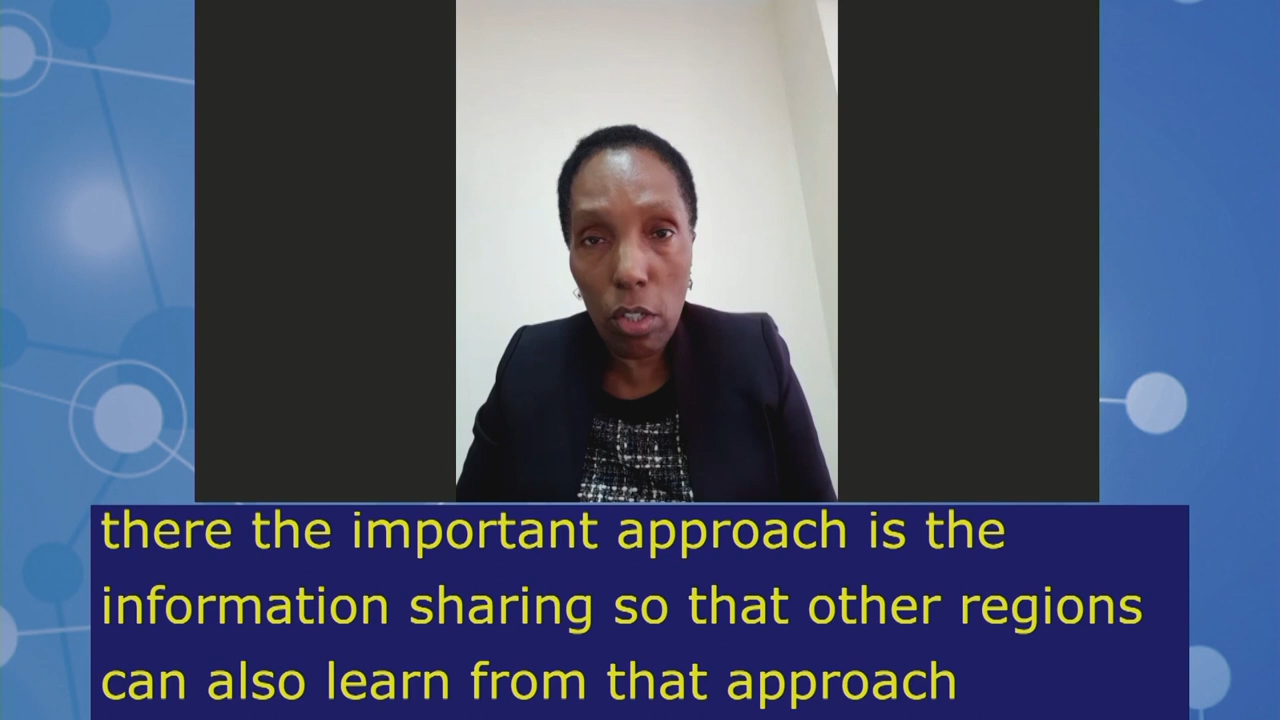 there the important approach is the
information sharing so that other regions
can also learn from that approach